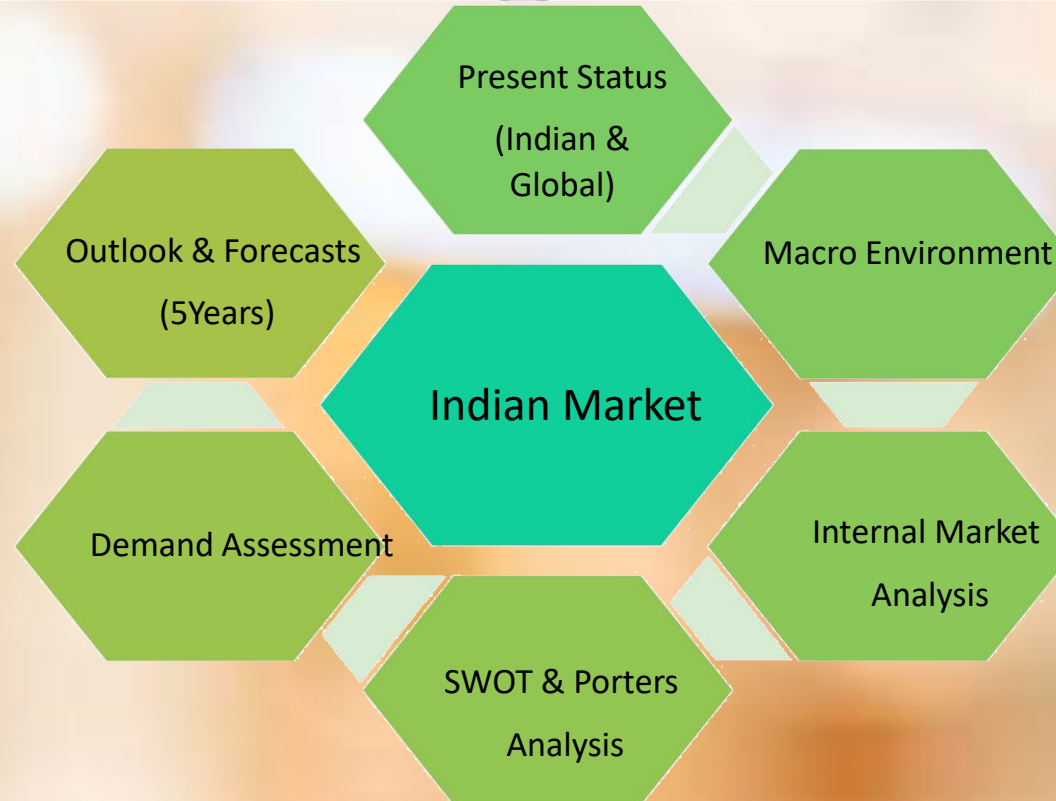 Present Status
(Indian &
Global)
Macro Environment
Internal Market
Analysis
SWOT & Porters
Analysis
Demand Assessment
Outlook & Forecasts
(5Years)
Indian Market